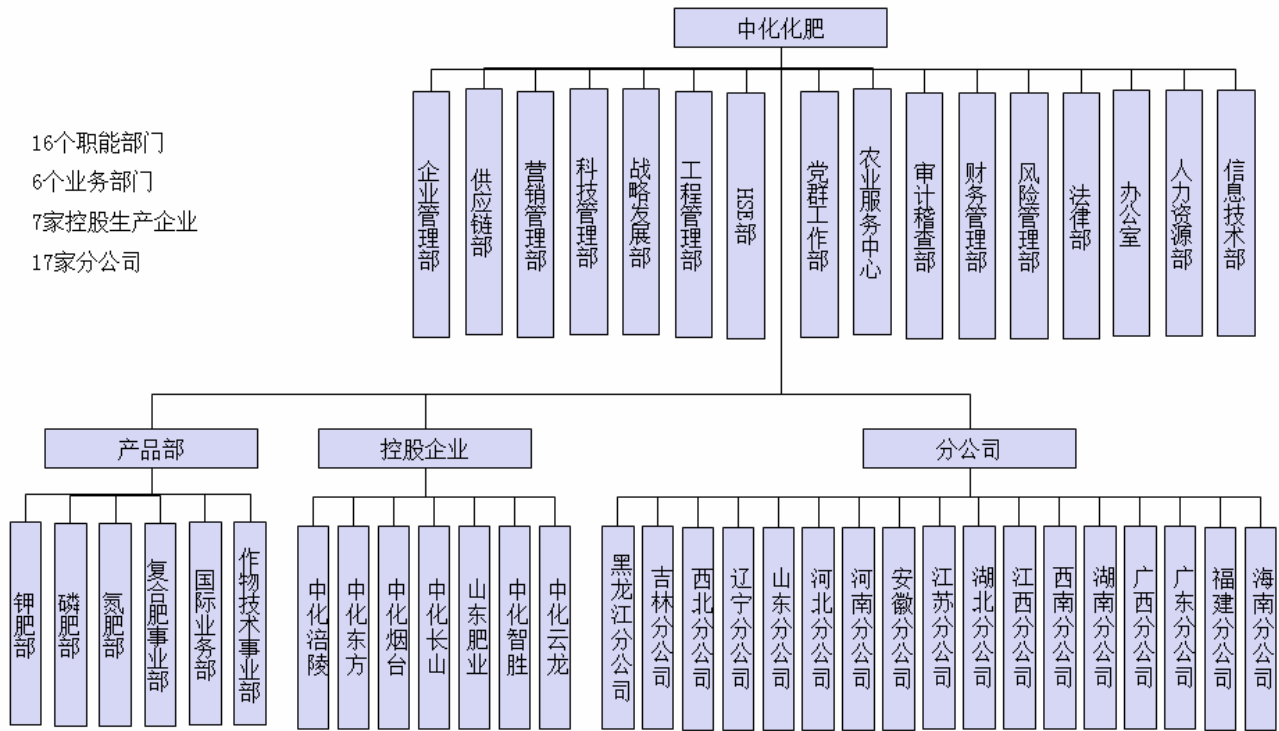 中化化肥
16个职能部门
6个业务部门
7家控股生产企业
17家分公司
企业管理部
供应链部
营销管理部
科技管理部
战略发展部
工程管理部
HSE部
党群工作部
农业服务中心
审计稽查部
财务管理部
风险管理部
法律部
办公室
人力资源部
信息技术部
产品部
控股企业
分公司
钾肥部
磷肥部
氮肥部
复合肥事业部
国际业务部
作物技术事业部
中化涪陵
中化东方
中化烟台
中化长山
山东肥业
中化智胜
中化云龙
黑龙江分公司
吉林分公司
西北分公司
辽宁分公司
山东分公司
河北分公司
河南分公司
安徽分公司
江苏分公司
湖北分公司
江西分公司
西南分公司
湖南分公司
广西分公司
广东分公司
福建分公司
海南分公司